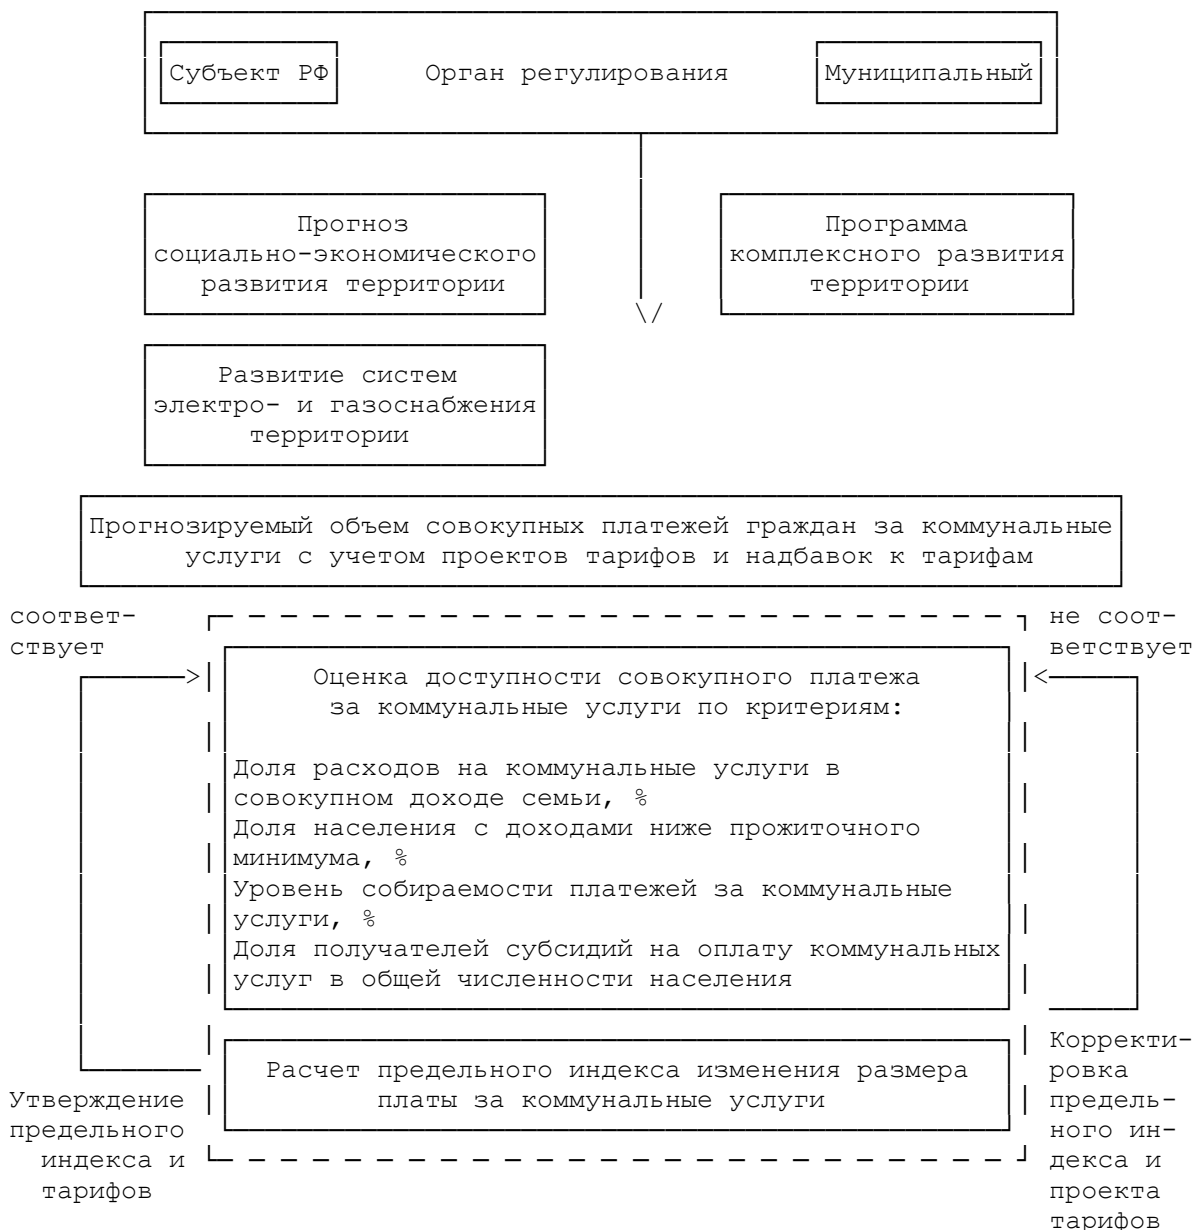 Субъект РФ Орган регулирования Муниципальный
Прогноз
социально-экономического
развития территории
Программа
комплексного развития
территории
Развитие систем
электро- и газоснабжения
территории
Прогнозируемый объем совокупных платежей граждан за коммунальные
услуги с учетом проектов тарифов и надбавок к тарифам
соответ-
ствует
не соот-
ветствует
Оценка доступности совокупного платежа
за коммунальные услуги по критериям:
Доля расходов на коммунальные услуги в
совокупном доходе семьи, %
Доля населения с доходами ниже прожиточного
минимума, %
Уровень собираемости платежей за коммунальные
услуги, %
Доля получателей субсидий на оплату коммунальных
услуг в общей численности населения
Расчет предельного индекса изменения размера
платы за коммунальные услуги
Утверждение
предельного
индекса и
тарифов
Корректи-
ровка
предель-
ного ин-
декса и
проекта
тарифов